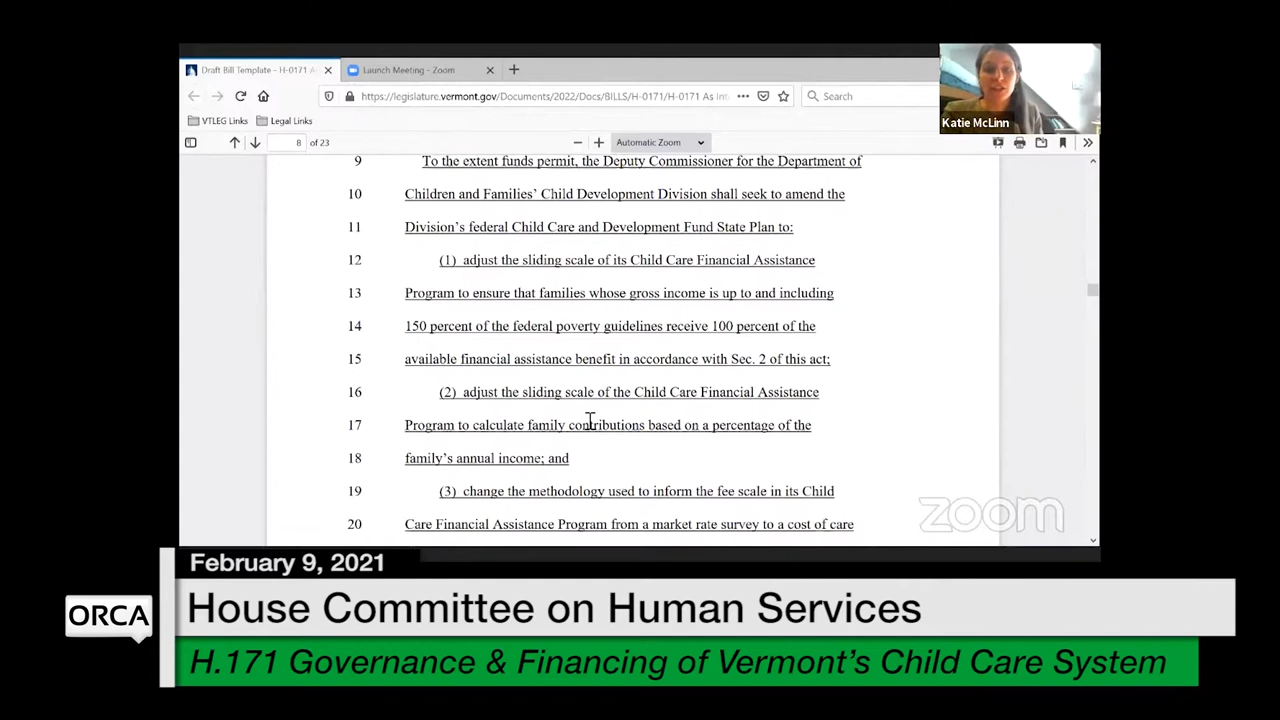 Draft Bill Template - H-0171 A
Launch Meeting - Zoom
https://legislature.vermont.gov/Documents/2022/Docs/BILLS/H-0171/H-0171 As Int
Search
VTLEG Links
Legal Links
Katie McLinn
8 of 23
Automatic Zoom
9 To the extent funds permit, the Deputy Commissioner for the Department of
10 Children and Families' Child Development Division shall seek to amend the
11 Division's federal Child Care and Development Fund State Plan to:
12 (1) adjust the sliding scale of its Child Care Financial Assistance
13 Program to ensure that families whose gross income is up to and including
14 150 percent of the federal poverty guidelines receive 100 percent of the
15 available financial assistance benefit in accordance with Sec. 2 of this act;
16 (2) adjust the sliding scale of the Child Care Financial Assistance
17 Program to calculate family contributions based on a percentage of the
18 family's annual income; and
19 (3) change the methodology used to inform the fee scale in its Child
20 Care Financial Assistance Program from a market rate survey to a cost of care
zoom
February 9, 2021
ORCA
House Committee on Human Services
H.171 Governance & Financing of Vermont's Child Care System